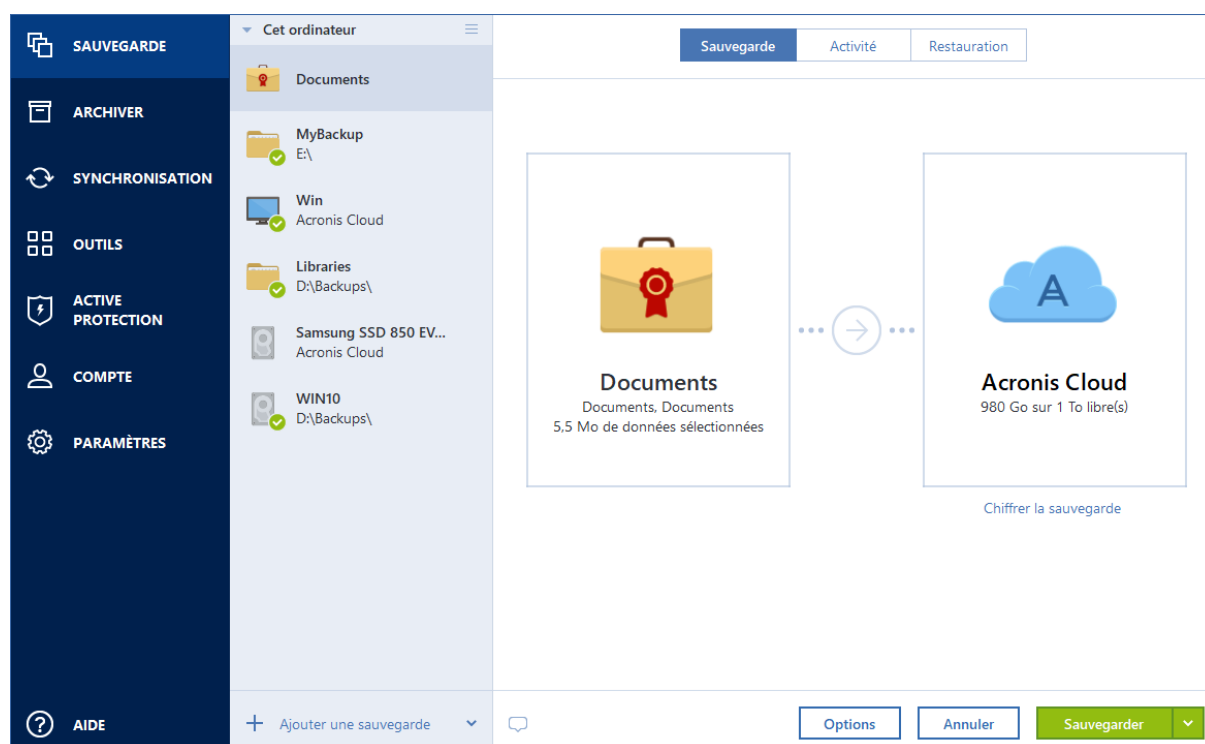 SAUVEGARDE
ARCHIVER
SYNCHRONISATION
OUTILS
ACTIVE
PROTECTION
COMPTE
PARAMÈTRES
AIDE
Cet ordinateur
Documents
MyBackup
E:\
Win
Acronis Cloud
Libraries
D:\Backups\
Samsung SSD 850 EV...
Acronis Cloud
WIN10
D:\Backups\
Ajouter une sauvegarde
Sauvegarde
Activité
Restauration
Documents
Documents, Documents
5,5 Mo de données sélectionnées
Acronis Cloud
980 Go sur 1 To libre(s)
Chiffrer la sauvegarde
Options
Annuler
Sauvegarder